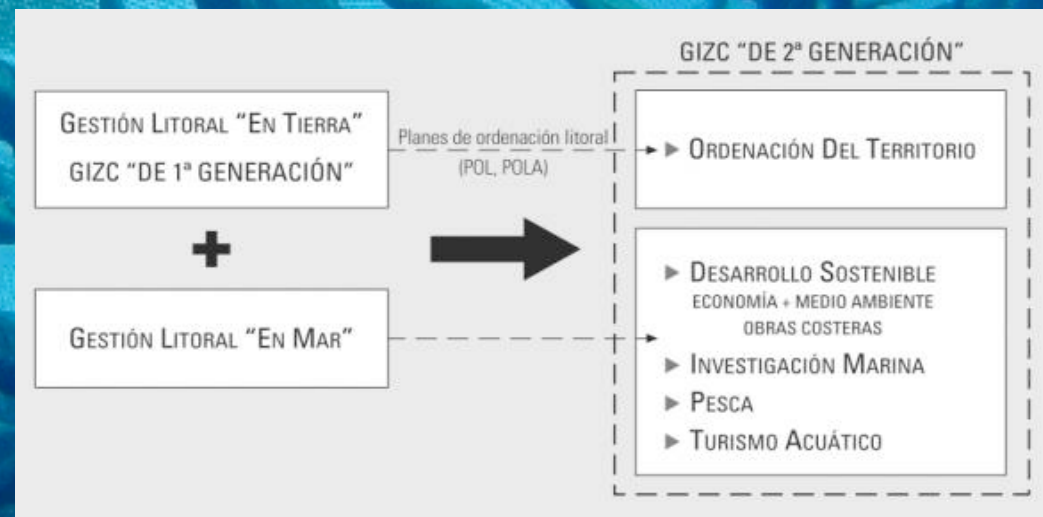 GIZC “DE 2ª GENERACIÓN”
GESTIÓN LITORAL “EN TIERRA”
GIZC “DE 1ª GENERACIÓN”
Planes de ordenación litoral
(POL, POLA)
ORDENACIÓN DEL TERRITORIO
GESTIÓN LITORAL “EN MAR”
DESARROLLO SOSTENIBLE
ECONOMÍA + MEDIO AMBIENTE
OBRAS COSTERAS
INVESTIGACIÓN MARINA
PESCA
TURISMO ACUÁTICO